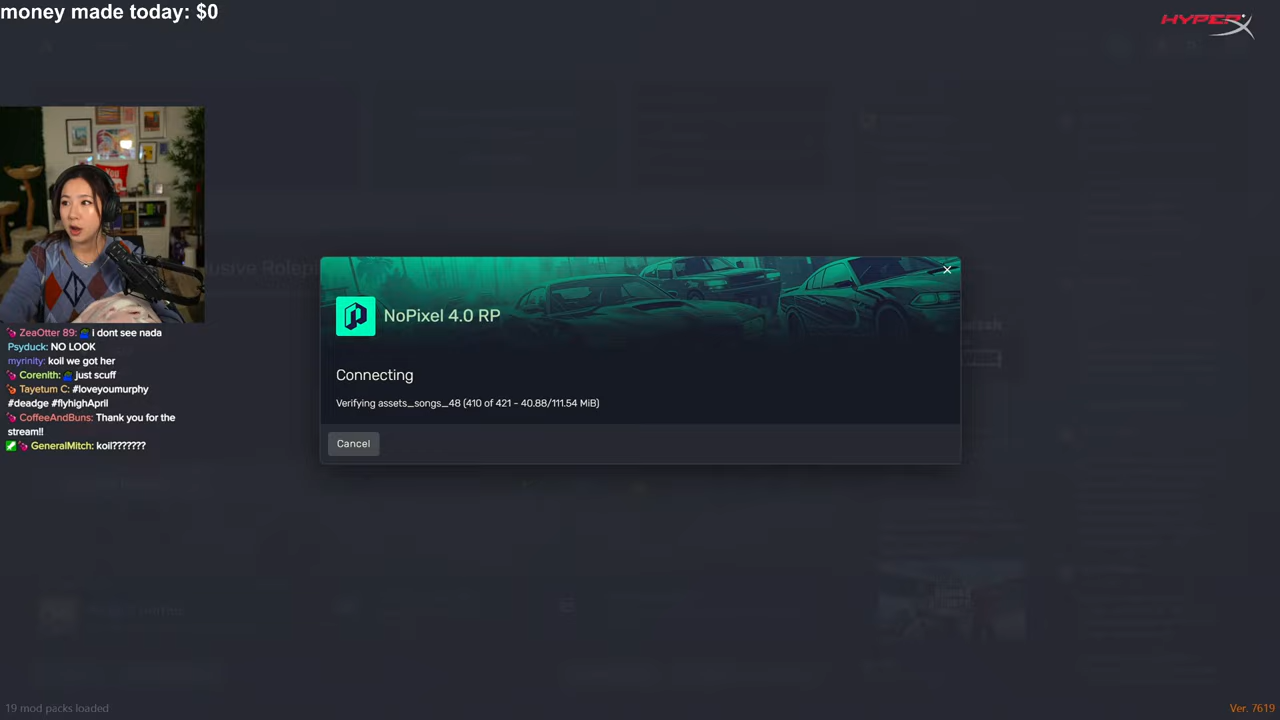 money made today: $0
HYPERX
ZeaOtter 89: i dont see nada
Psyduck: NO LOOK
myrinity: koil we got her
Corenith: just scuff
Tayetum C: #loveyoumurphy
#deadge #flyhighApril
CoffeeAndBuns: Thank you for the
stream!!
GeneralMitch: koil???????
NoPixel 4.0 RP
Connecting
Verifying assets_songs_48 (410 of 421 - 40.88/111.54 MiB)
Cancel
19 mod packs loaded
Ver. 7619